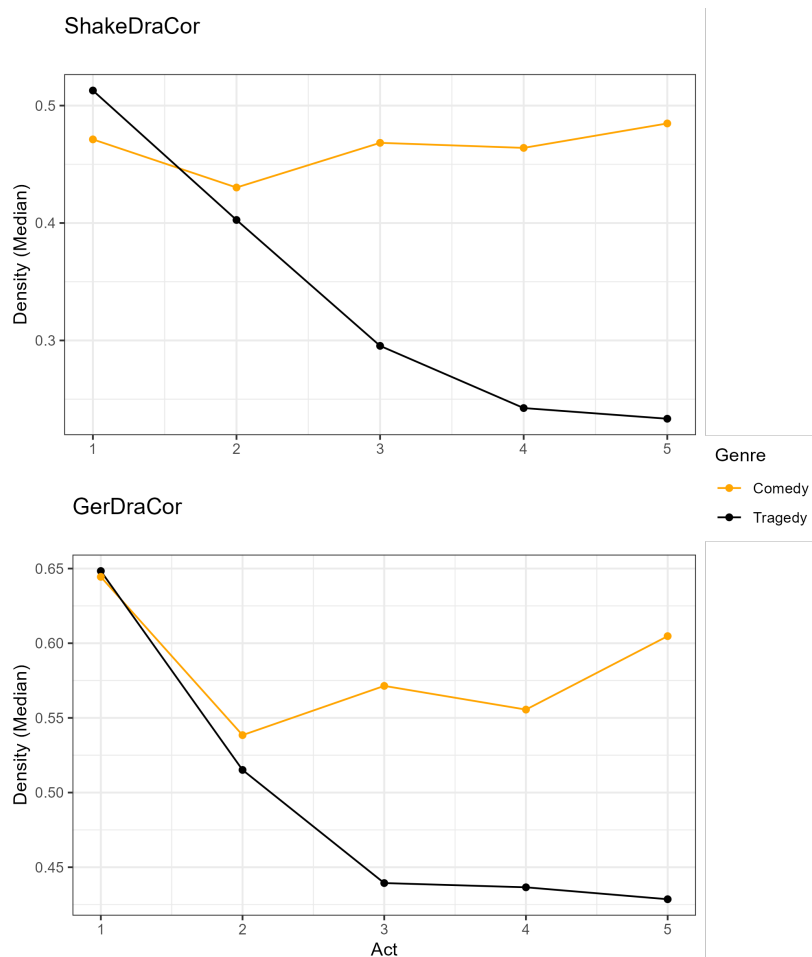 ShakeDraCor
Density (Median)
0.5
0.4
0.3
1 2 3 4 5
Genre
Comedy
Tragedy
GerDraCor
Density (Median)
0.65
0.60
0.55
0.50
0.45
1 2 3 4 5
Act